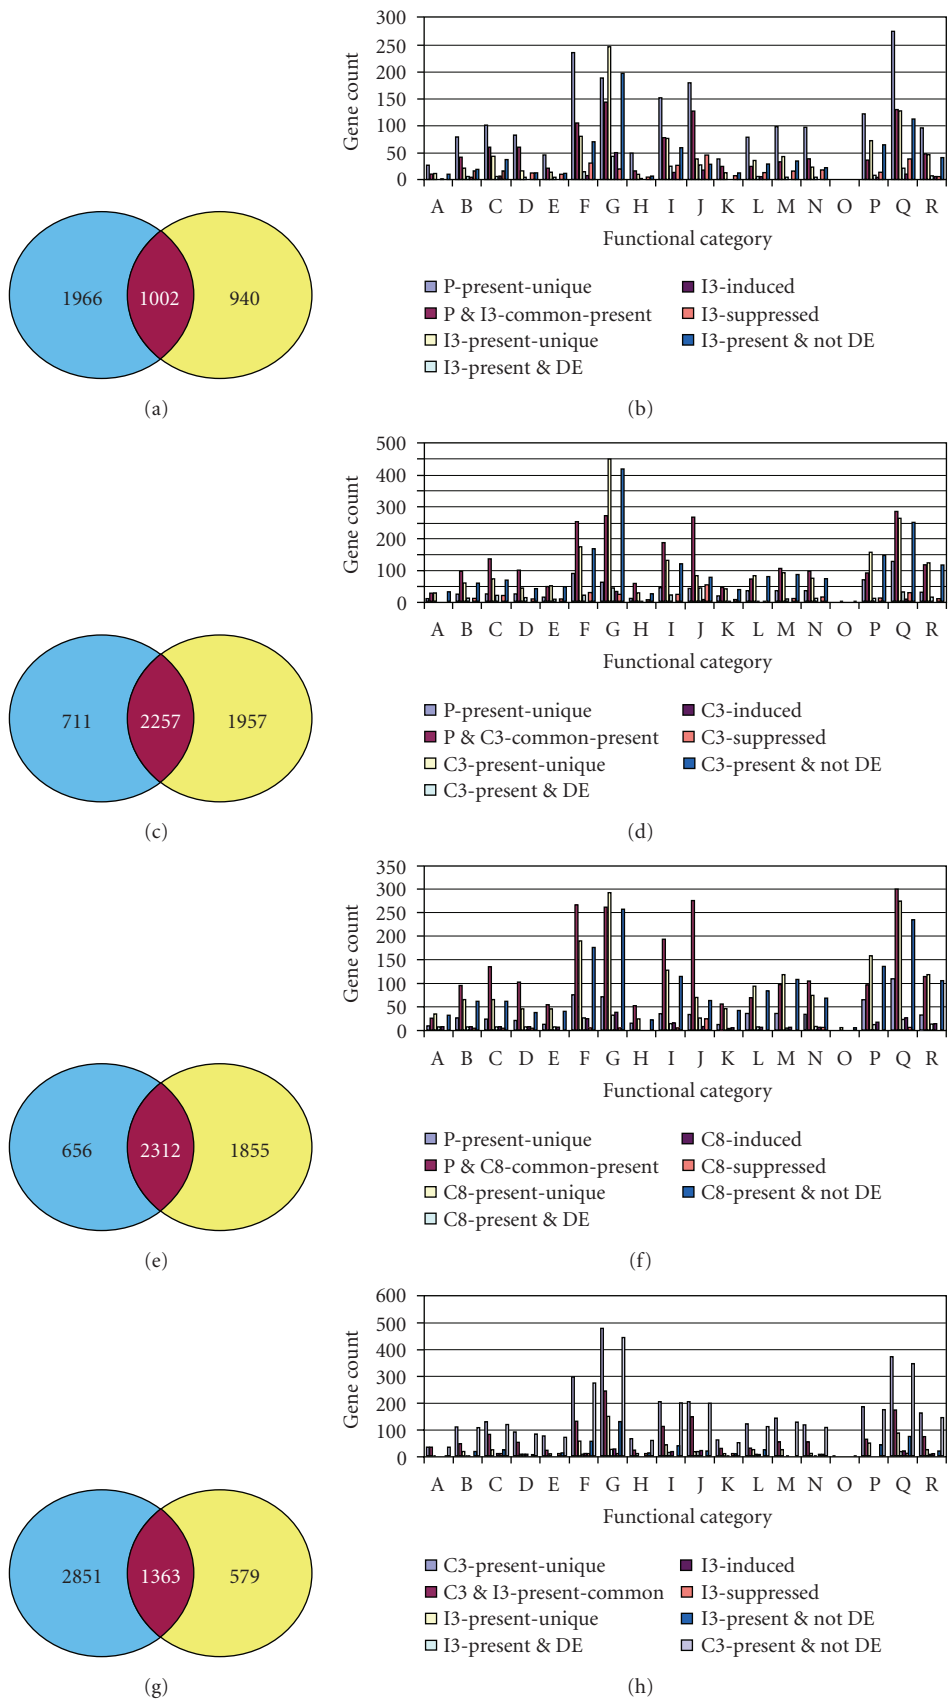 300
250
200
150
100
50
0
Gene count
A B C D E F G H I J K L M N O P Q R
Functional category
1966 1002 940
P-present-unique
P & I3-common-present
I3-present-unique
I3-present & DE
I3-induced
I3-suppressed
I3-present & not DE
(a)
(b)
500
400
300
200
100
0
Gene count
A B C D E F G H I J K L M N O P Q R
Functional category
711 2257 1957
P-present-unique
P & C3-common-present
C3-present-unique
C3-present & DE
C3-induced
C3-suppressed
C3-present & not DE
(c)
(d)
350
300
250
200
150
100
50
0
Gene count
A B C D E F G H I J K L M N O P Q R
Functional category
656 2312 1855
P-present-unique
P & C8-common-present
C8-present-unique
C8-present & DE
C8-induced
C8-suppressed
C8-present & not DE
(e)
(f)
600
500
400
300
200
100
0
Gene count
A B C D E F G H I J K L M N O P Q R
Functional category
2851 1363 579
C3-present-unique
C3 & I3-present-common
I3-present-unique
I3-present & DE
I3-induced
I3-suppressed
I3-present & not DE
C3-present & not DE
(g)
(h)